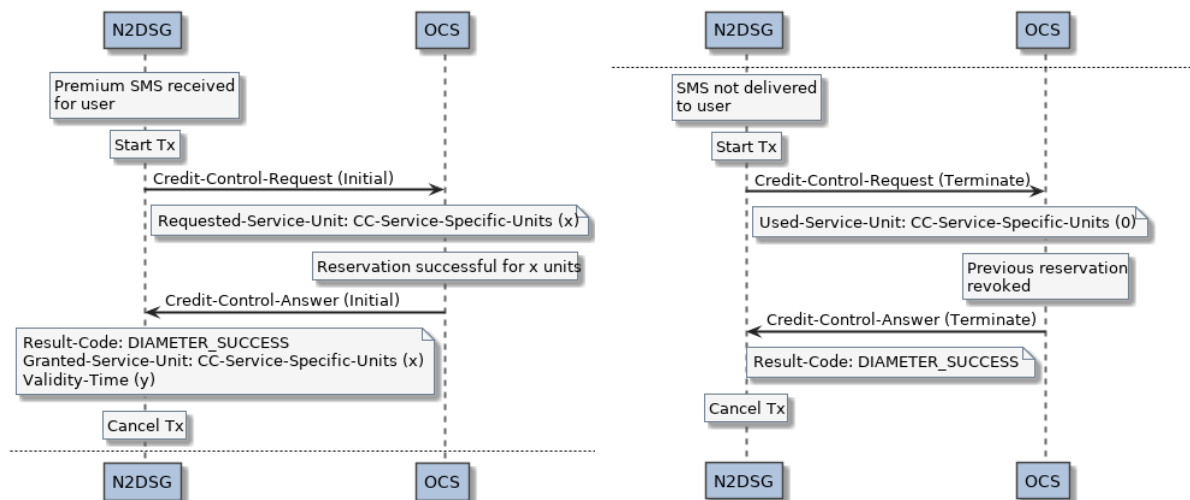 N2DSG
OCS
Premium SMS received
for user
Start Tx
Credit-Control-Request (Initial)
Requested-Service-Unit: CC-Service-Specific-Units (x)
Reservation successful for x units
Credit-Control-Answer (Initial)
Result-Code: DIAMETER_SUCCESS
Granted-Service-Unit: CC-Service-Specific-Units (x)
Validity-Time (y)
Cancel Tx
N2DSG
OCS
N2DSG
OCS
SMS not delivered
to user
Start Tx
Credit-Control-Request (Terminate)
Used-Service-Unit: CC-Service-Specific-Units (0)
Previous reservation
revoked
Credit-Control-Answer (Terminate)
Result-Code: DIAMETER_SUCCESS
Cancel Tx
N2DSG
OCS